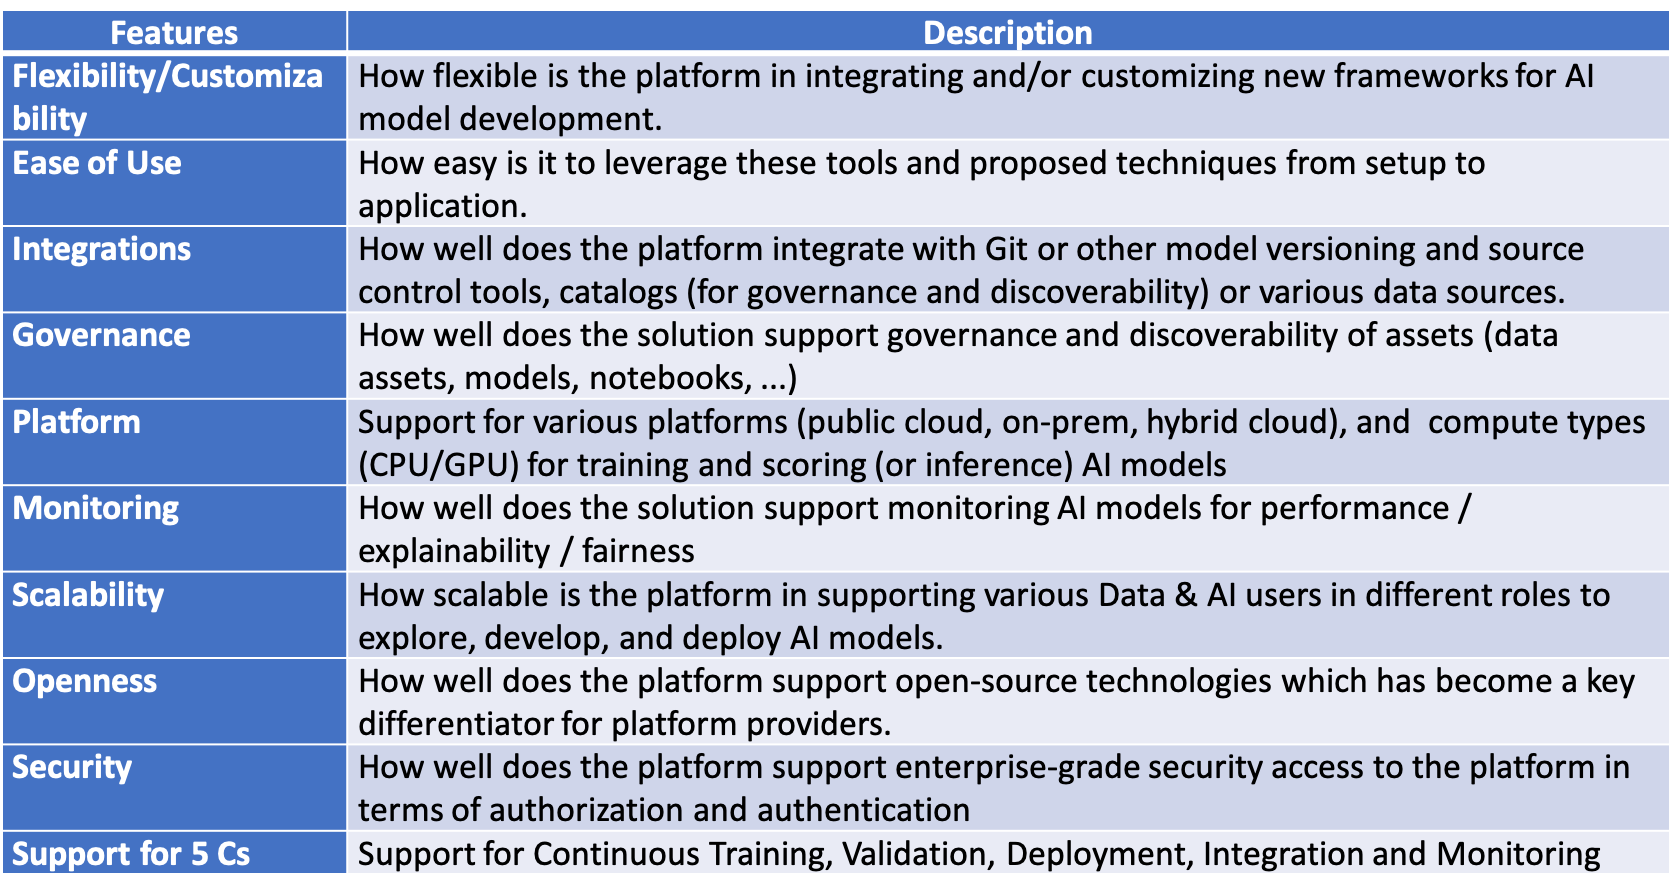 Features
Description
Flexibility/Customiza
bility
How flexible is the platform in integrating and/or customizing new frameworks for AI
model development.
Ease of Use
How easy is it to leverage these tools and proposed techniques from setup to
application.
Integrations
How well does the platform integrate with Git or other model versioning and source
control tools, catalogs (for governance and discoverability) or various data sources.
Governance
How well does the solution support governance and discoverability of assets (data
assets, models, notebooks, ...)
Platform
Support for various platforms (public cloud, on-prem, hybrid cloud), and  compute types
(CPU/GPU) for training and scoring (or inference) AI models
Monitoring
How well does the solution support monitoring AI models for performance /
explainability / fairness
Scalability
How scalable is the platform in supporting various Data & AI users in different roles to
explore, develop, and deploy AI models.
Openness
How well does the platform support open-source technologies which has become a key
differentiator for platform providers.
Security
How well does the platform support enterprise-grade security access to the platform in
terms of authorization and authentication
Support for 5 Cs
Support for Continuous Training, Validation, Deployment, Integration and Monitoring